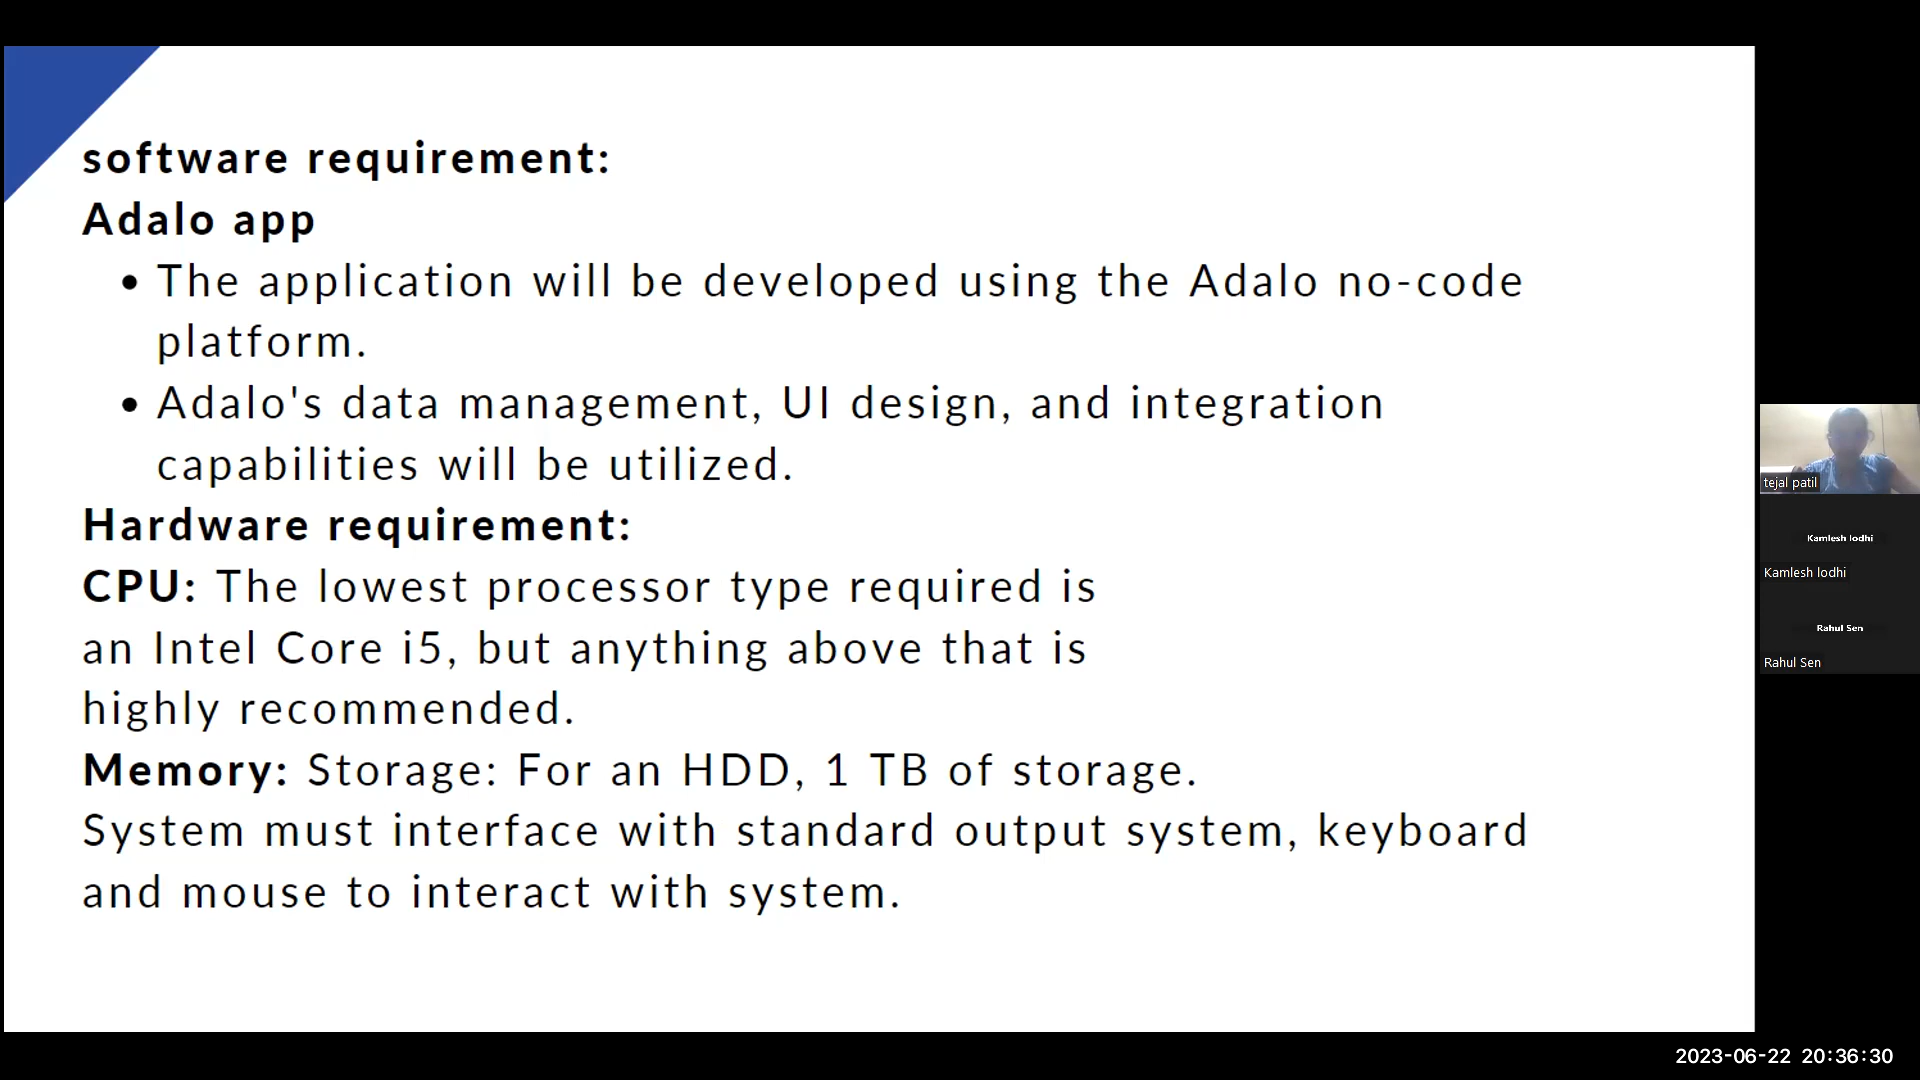 software requirement:
Adalo app
• The application will be developed using the Adalo no-code
platform.
• Adalo's data management, UI design, and integration
capabilities will be utilized.
Hardware requirement:
CPU: The lowest processor type required is
an Intel Core i5, but anything above that is
highly recommended.
Memory: Storage: For an HDD, 1 TB of storage.
System must interface with standard output system, keyboard
and mouse to interact with system.
tejal patil
Kamlesh lodhi
Kamlesh lodhi
Rahul Sen
Rahul Sen
2023-06-22 20:36:30